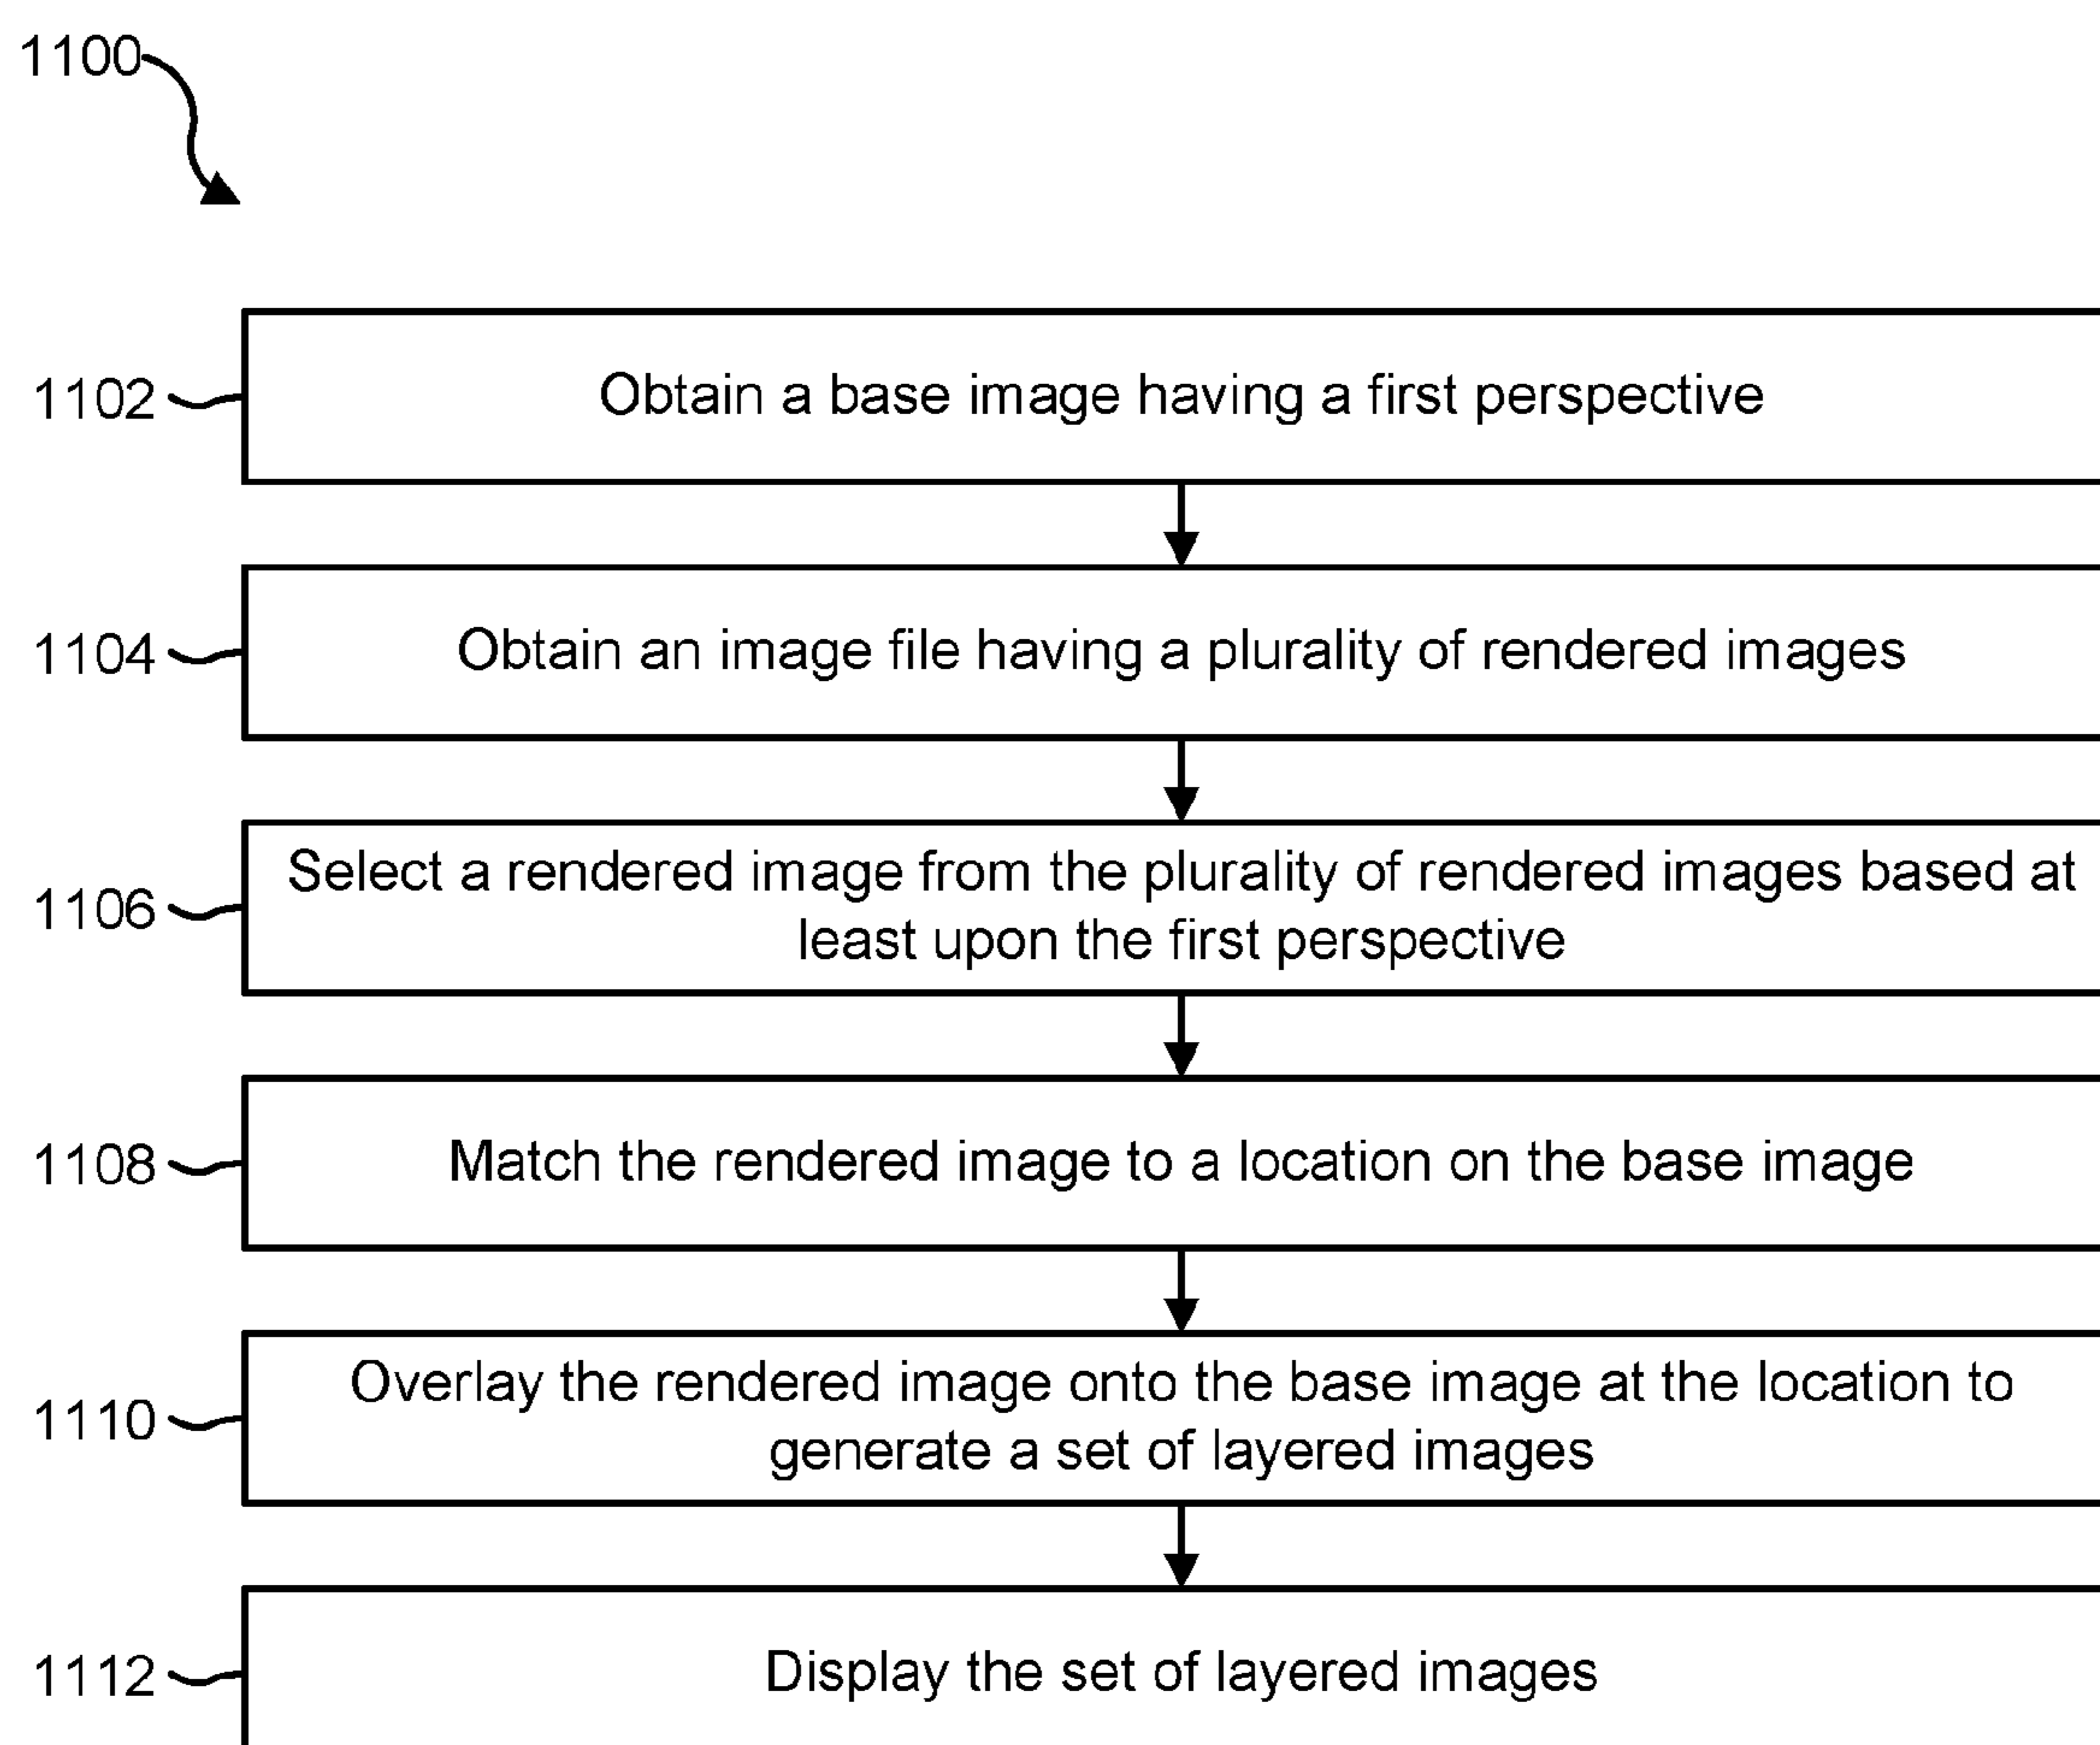 1100
1102
Obtain a base image having a first perspective
1104
Obtain an image file having a plurality of rendered images
1106
Select a rendered image from the plurality of rendered images based at
least upon the first perspective
1108
Match the rendered image to a location on the base image
1110
Overlay the rendered image onto the base image at the location to
generate a set of layered images
1112
Display the set of layered images